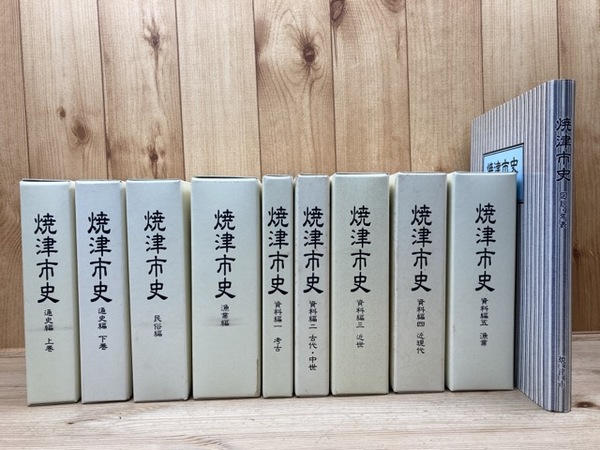 焼津市史
通史編 上巻
焼津市史
通史編 下巻
焼津市史
民俗編
焼津市史
漁業編
焼津市史
資料編一 考古
焼津市史
資料編二 古代・中世
焼津市史
資料編三 近世
焼津市史
資料編四 近現代
焼津市史
資料編五 漁業
焼津市史
焼津市史